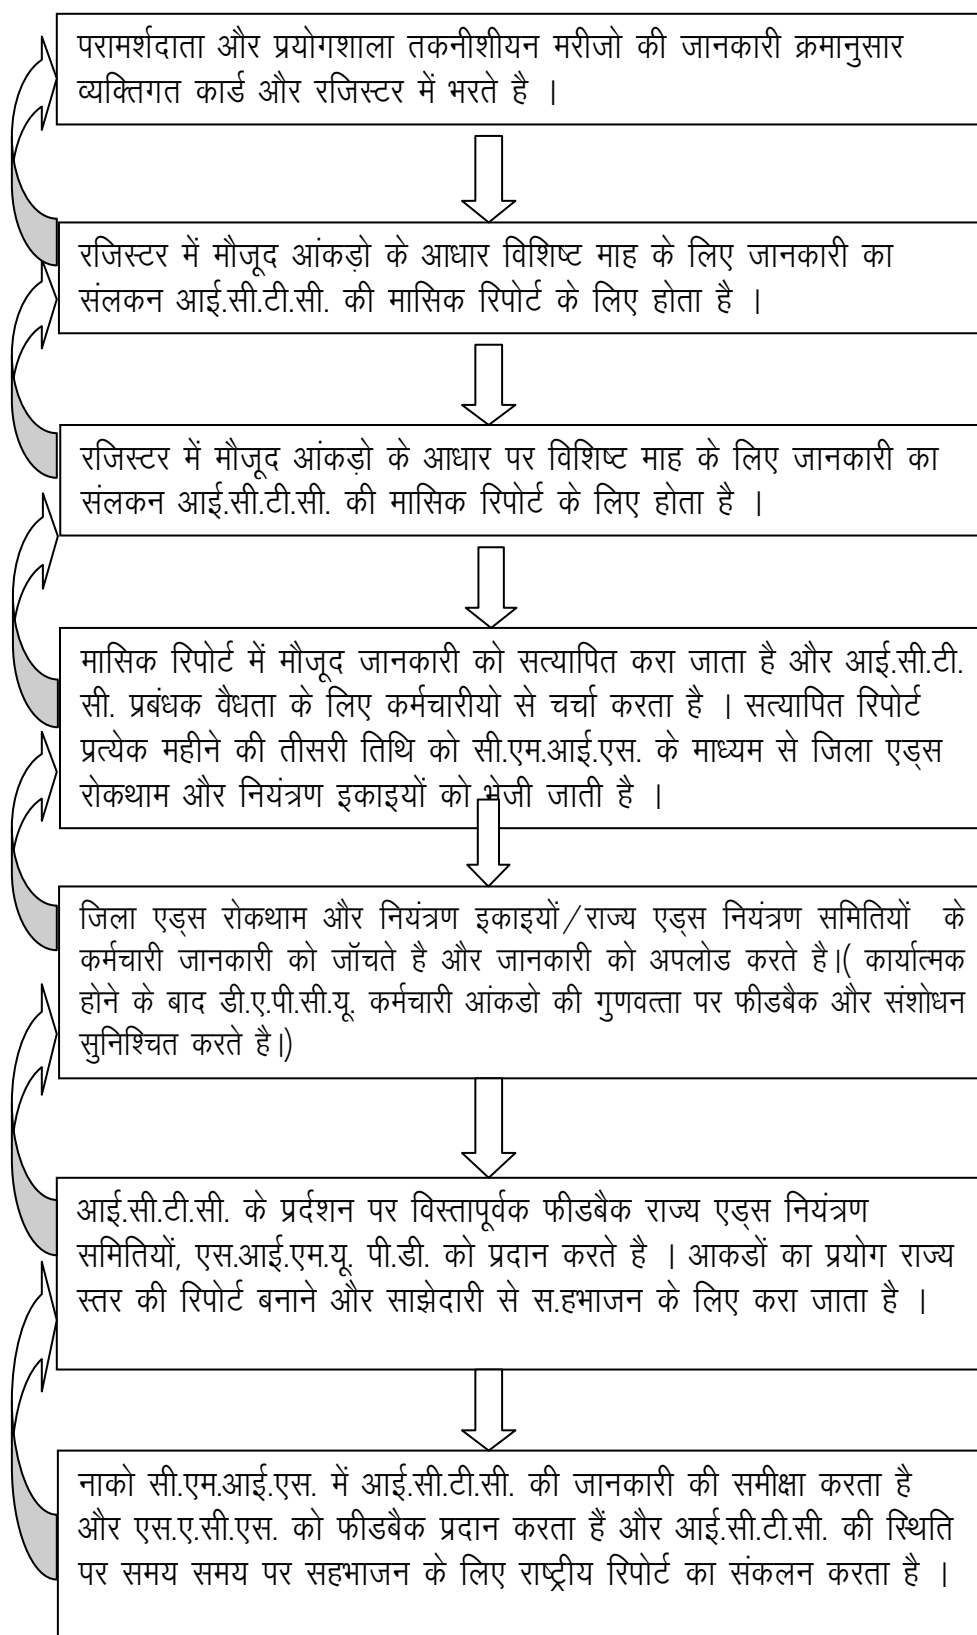 परामर्शदाता और प्रयोगशाला तकनीशीयन मरीजो की जानकारी क्रमानुसार
व्यक्तिगत कार्ड और रजिस्टर में भरते है ।
रजिस्टर में मौजूद आंकड़ो के आधार विशिष्ट माह के लिए जानकारी का
संलकन आई.सी.टी.सी. की मासिक रिपोर्ट के लिए होता है ।
रजिस्टर में मौजूद आंकड़ो के आधार पर विशिष्ट माह के लिए जानकारी का
संलकन आई.सी.टी.सी. की मासिक रिपोर्ट के लिए होता है ।
मासिक रिपोर्ट में मौजूद जानकारी को सत्यापित करा जाता है और आई.सी.टी.
सी. प्रबंधक वैधता के लिए कर्मचारीयो से चर्चा करता है । सत्यापित रिपोर्ट
प्रत्येक महीने की तीसरी तिथि को सी.एम.आई.एस. के माध्यम से जिला एड्स
रोकथाम और नियंत्रण इकाइयों को भेजी जाती है ।
जिला एड्स रोकथाम और नियंत्रण इकाइयों/राज्य एड्स नियंत्रण समितियों के
कर्मचारी जानकारी को जॉचते है और जानकारी को अपलोड करते है।( कार्यात्मक
होने के बाद डी.ए.पी.सी.यू. कर्मचारी आंकडो की गुणवत्ता पर फीडबैक और संशोधन
सुनिश्चित करते है।)
आई.सी.टी.सी. के प्रर्दशन पर विस्तापूर्वक फीडबैक राज्य एड्स नियंत्रण
समितियों, एस.आई.एम.यू. पी.डी. को प्रदान करते है । आकडों का प्रयोग राज्य
स्तर की रिपोर्ट बनाने और साझेदारी से स.हभाजन के लिए करा जाता है ।
नाको सी.एम.आई.एस. में आई.सी.टी.सी. की जानकारी की समीक्षा करता है
और एस.ए.सी.एस. को फीडबैक प्रदान करता हैं और आई.सी.टी.सी. की स्थिति
पर समय समय पर सहभाजन के लिए राष्ट्रीय रिपोर्ट का संकलन करता है ।